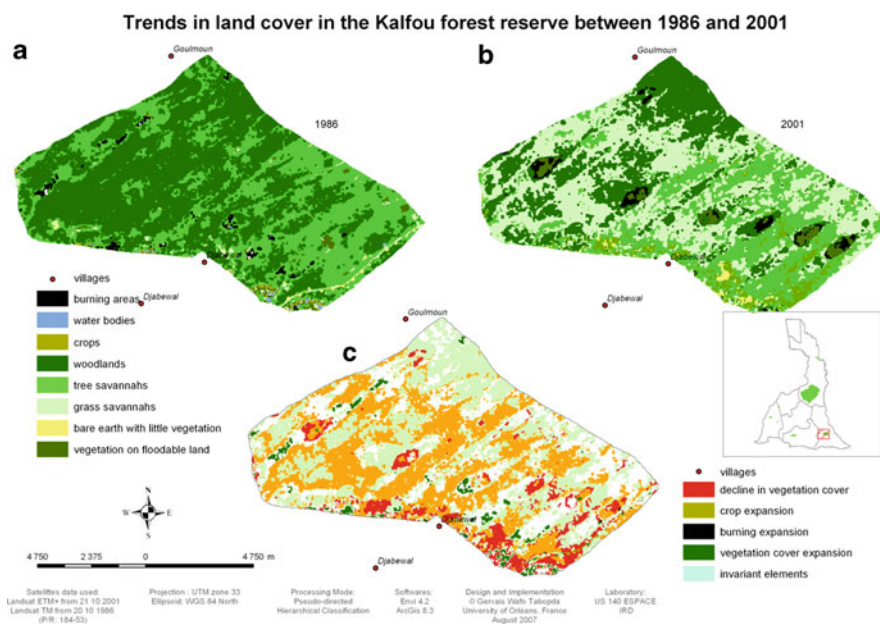 Trends in land cover in the Kalfou forest reserve between 1986 and 2001
a
Goulmoun
1986
b
Goulmoun
2001
Djabewal
villages
burning areas
water bodies
crops
woodlands
tree savannahs
grass savannahs
bare earth with little vegetation
vegetation on floodable land
Djabewal
Djabewal
Djabewal
c
Goulmoun
Djabewal
Djabewal
villages
decline in vegetation cover
crop expansion
burning expansion
vegetation cover expansion
invariant elements
N
W E
S
4 750 2 375 0 4 750 m
Satellittes data used:
Landsat ETM+ from 21 10 2001
Landsat TM from 20 10 1986
(P/R: 184-53)
Projection : UTM zone 33
Ellipsoid: WGS 84 North
Processing Mode:
Pseudo-directed
Hierarchical Classification
Softwares:
Envi 4.2
ArcGis 8.3
Design and Implementation
© Gervais Wafo Tabopda
University of Orléans, France
August 2007
Laboratory:
US 140 ESPACE
IRD